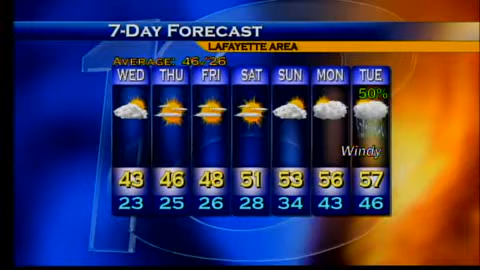 7-DAY FORECAST
LAFAYETTE AREA
AVERAGE: 46°/26
WED THU FRI SAT SUN MON TUE
50%
Windy
43 46 48 51 53 56 57
23 25 26 28 34 43 46